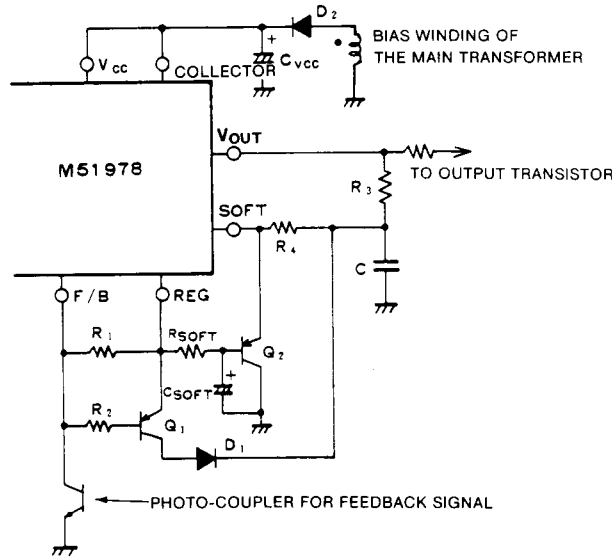 D2
BIAS WINDING OF
THE MAIN TRANSFORMER
+
CVCC
VCC
COLLECTOR
VOUT
M51978
R3
TO OUTPUT TRANSISTOR
SOFT
R4
C
F/B
REG
R1
RSOFT
Q2
+
CSOFT
R2
Q1
D1
PHOTO-COUPLER FOR FEEDBACK SIGNAL